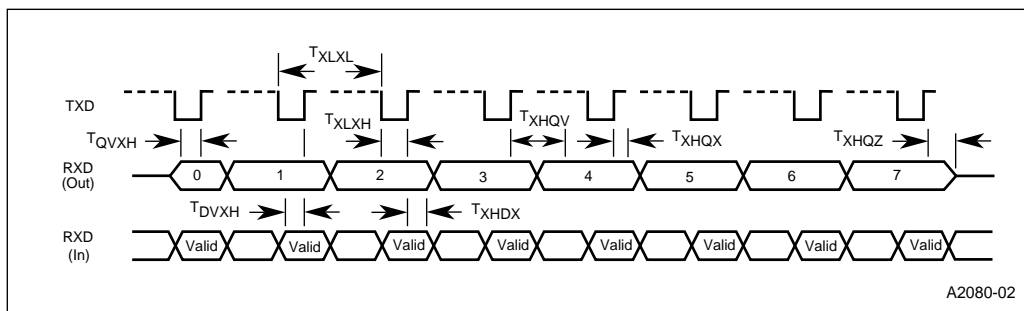 TXLXL
TXD
TQVXH TXLXH TXHQV TXHQX TXHQZ
RXD
(Out)
0 1 2 3 4 5 6 7
TDVXH TXHDX
RXD
(In)
Valid Valid Valid Valid Valid Valid Valid Valid
A2080-02